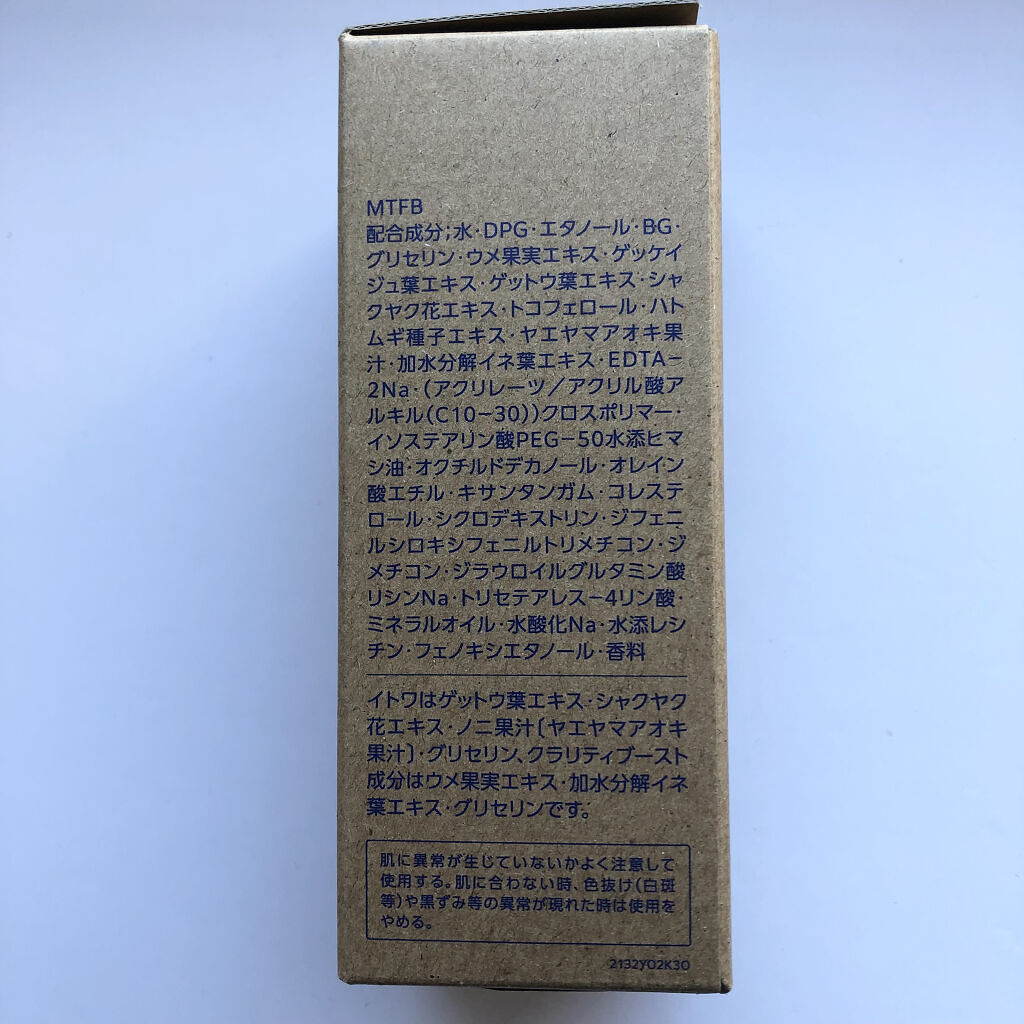 MTFB
配合成分;水・DPG・エタノール・BG・
グリセリン・ウメ果実エキス・ゲッケイ
ジュ葉エキス・ゲットウ葉エキス・シャ
クヤク花エキス・トコフェロール・ハト
ムギ種子エキス・ヤエヤマアオキ果
汁・加水分解イネ葉エキス・EDTA−
2Na・(アクリレーツ/アクリル酸ア
ルキル(C10−30))クロスポリマー・
イソステアリン酸PEG−50水添ヒマ
シ油・オクチルドデカノール・オレイン
酸エチル・キサンタンガム・コレステ
ロール・シクロデキストリン・ジフェニ
ルシロキシフェニルトリメチコン・ジ
メチコン・ジラウロイルグルタミン酸
リシンNa・トリセテアレス−4リン酸・
ミネラルオイル・水酸化Na・水添レシ
チン・フェノキシエタノール・香料
イトワはゲットウ葉エキス・シャクヤク
花エキス・ノニ果汁〔ヤエヤマアオキ
果汁〕・グリセリン、クラリティブースト
成分はウメ果実エキス・加水分解イネ
葉エキス・グリセリンです。
肌に異常が生じていないかよく注意して
使用する。肌に合わない時、色抜け(白斑
等)や黒ずみ等の異常が現れた時は使用を
やめる。
2132Y02K30